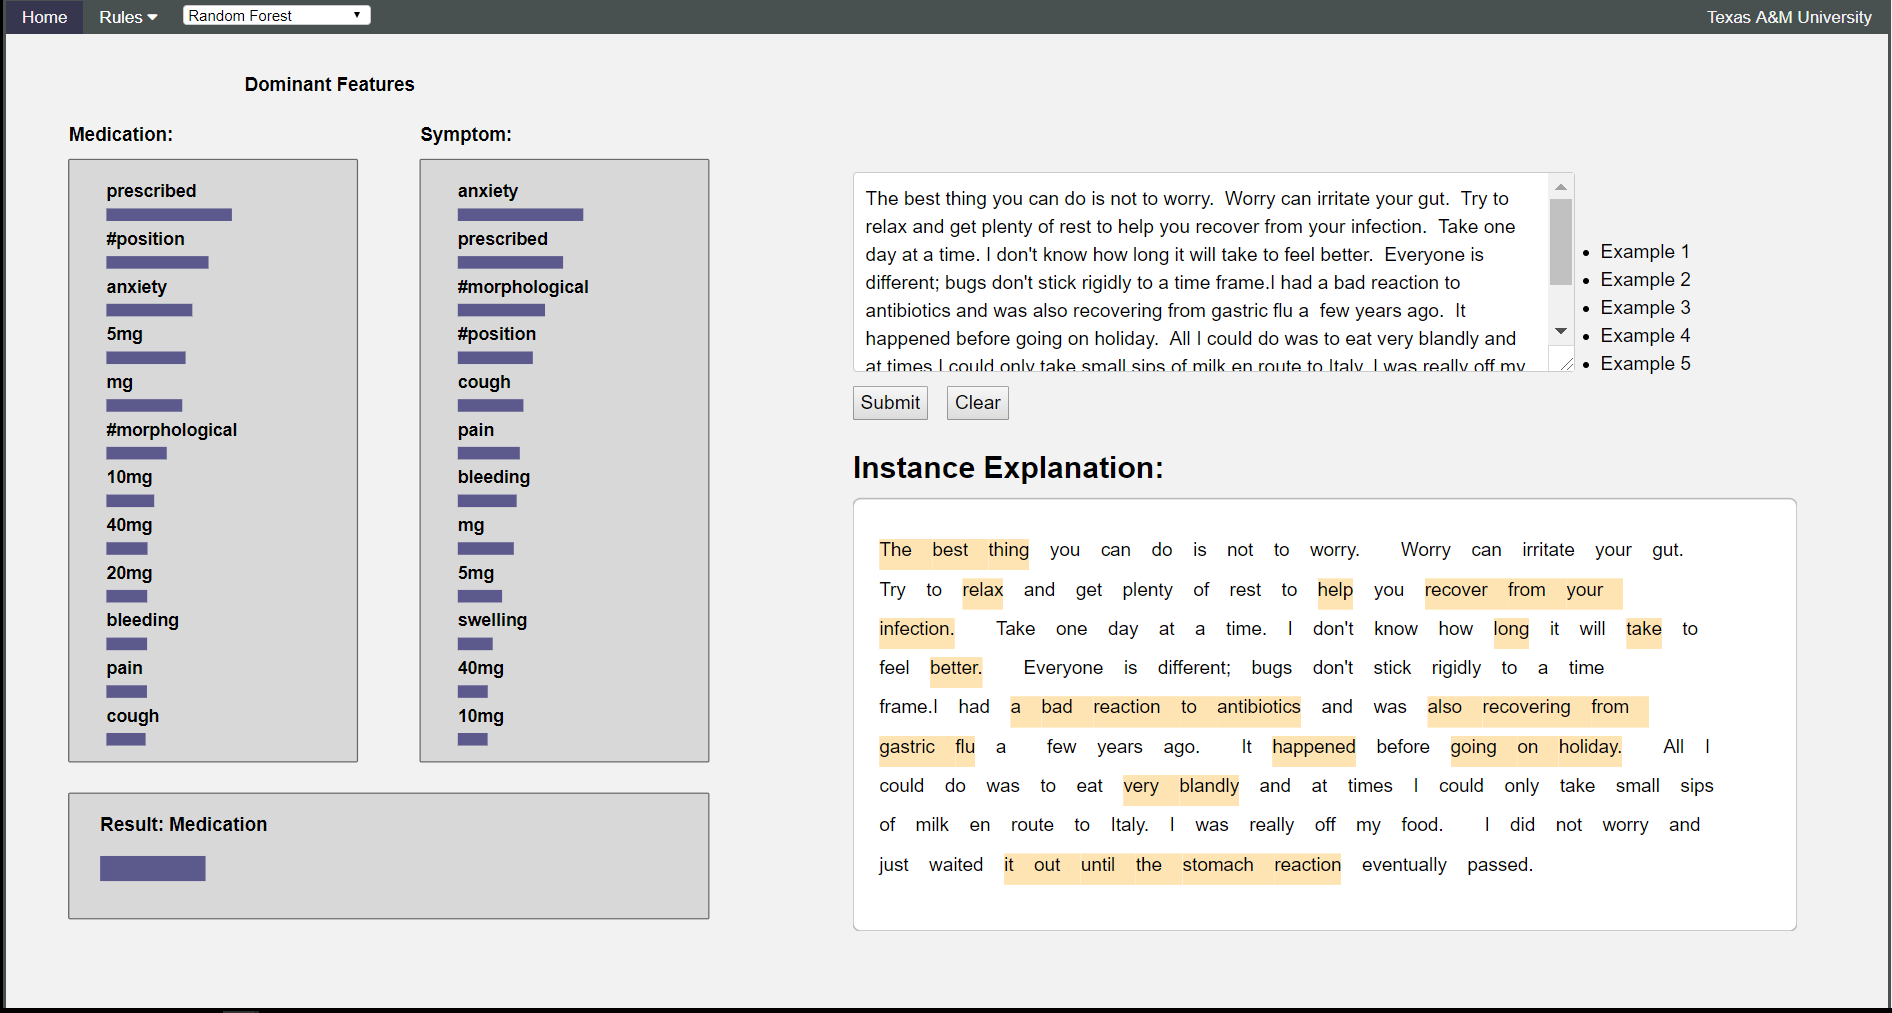 Home Rules Random Forest Texas A&M University
Dominant Features
Medication:
prescribed
#position
anxiety
5mg
mg
#morphological
10mg
40mg
20mg
bleeding
pain
cough
Symptom:
anxiety
prescribed
#morphological
#position
cough
pain
bleeding
mg
5mg
swelling
40mg
10mg
Result: Medication
The best thing you can do is not to worry.  Worry can irritate your gut.  Try to
relax and get plenty of rest to help you recover from your infection.  Take one
day at a time. I don't know how long it will take to feel better.  Everyone is
different; bugs don't stick rigidly to a time frame.I had a bad reaction to
antibiotics and was also recovering from gastric flu a  few years ago.  It
happened before going on holiday.  All I could do was to eat very blandly and
at times I could only take small sips of milk en route to Italy. I was really off my
Example 1
Example 2
Example 3
Example 4
Example 5
Submit Clear
Instance Explanation:
The best thing you can do is not to worry. Worry can irritate your gut.
Try to relax and get plenty of rest to help you recover from your
infection. Take one day at a time. I don't know how long it will take to
feel better. Everyone is different; bugs don't stick rigidly to a time
frame.I had a bad reaction to antibiotics and was also recovering from
gastric flu a few years ago. It happened before going on holiday. All I
could do was to eat very blandly and at times I could only take small sips
of milk en route to Italy. I was really off my food. I did not worry and
just waited it out until the stomach reaction eventually passed.